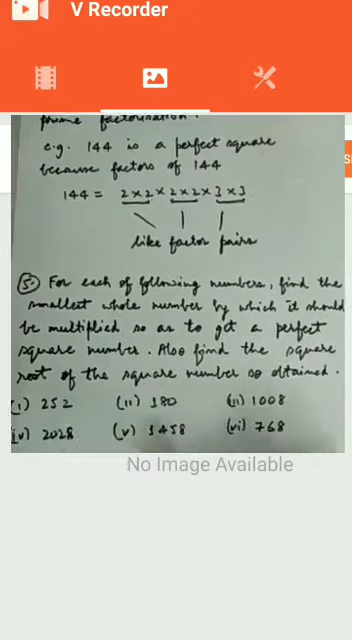 V Recorder
prime factorisation.
e.g. 144 is a perfect square
because factors of 144
144 = 2×2×2×2×3×3
like factor pairs
(5) For each of following numbers, find the
smallest whole number by which it should
be multiplied so as to get a perfect
square number. Also find the square
root of the square number so obtained.
(i) 252 (ii) 180 (iii) 1008
(iv) 2028 (v) 1458 (vi) 768
No Image Available